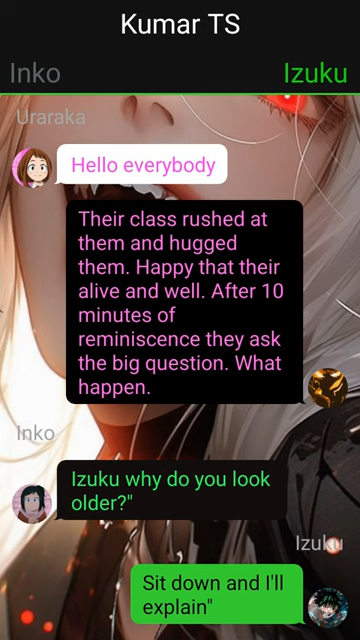 Kumar TS
Inko
Izuku
Uraraka
Hello everybody
Their class rushed at
them and hugged
them. Happy that their
alive and well. After 10
minutes of
reminiscence they ask
the big question. What
happen.
Inko
Izuku why do you look
older?"
Izuku
Sit down and I'll
explain"